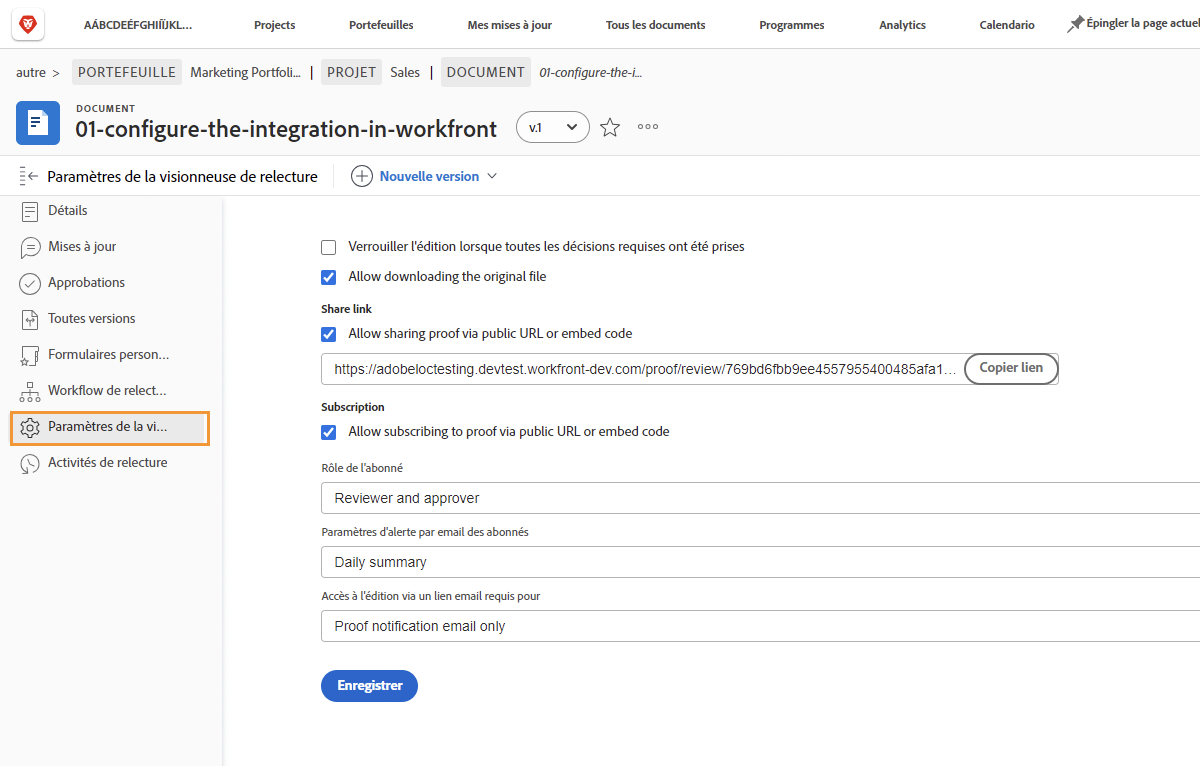 AÁBCDEÉFGHIÍÏJKL...
Projects
Portefeuilles
Mes mises à jour
Tous les documents
Programmes
Analytics
Calendario
Épingler la page actuel
autre > PORTEFEUILLE Marketing Portfoli... | PROJET Sales | DOCUMENT 01-configure-the-i...
DOCUMENT
01-configure-the-integration-in-workfront
v.1
Paramètres de la visionneuse de relecture
Nouvelle version
Détails
Mises à jour
Approbations
Toutes versions
Formulaires person...
Workflow de relect...
Paramètres de la vi...
Activités de relecture
Verrouiller l'édition lorsque toutes les décisions requises ont été prises
Allow downloading the original file
Share link
Allow sharing proof via public URL or embed code
https://adobeloctesting.devtest.workfront-dev.com/proof/review/769bd6fbb9ee4557955400485afa1...
Copier lien
Subscription
Allow subscribing to proof via public URL or embed code
Rôle de l'abonné
Reviewer and approver
Paramètres d'alerte par email des abonnés
Daily summary
Accès à l'édition via un lien email requis pour
Proof notification email only
Enregistrer